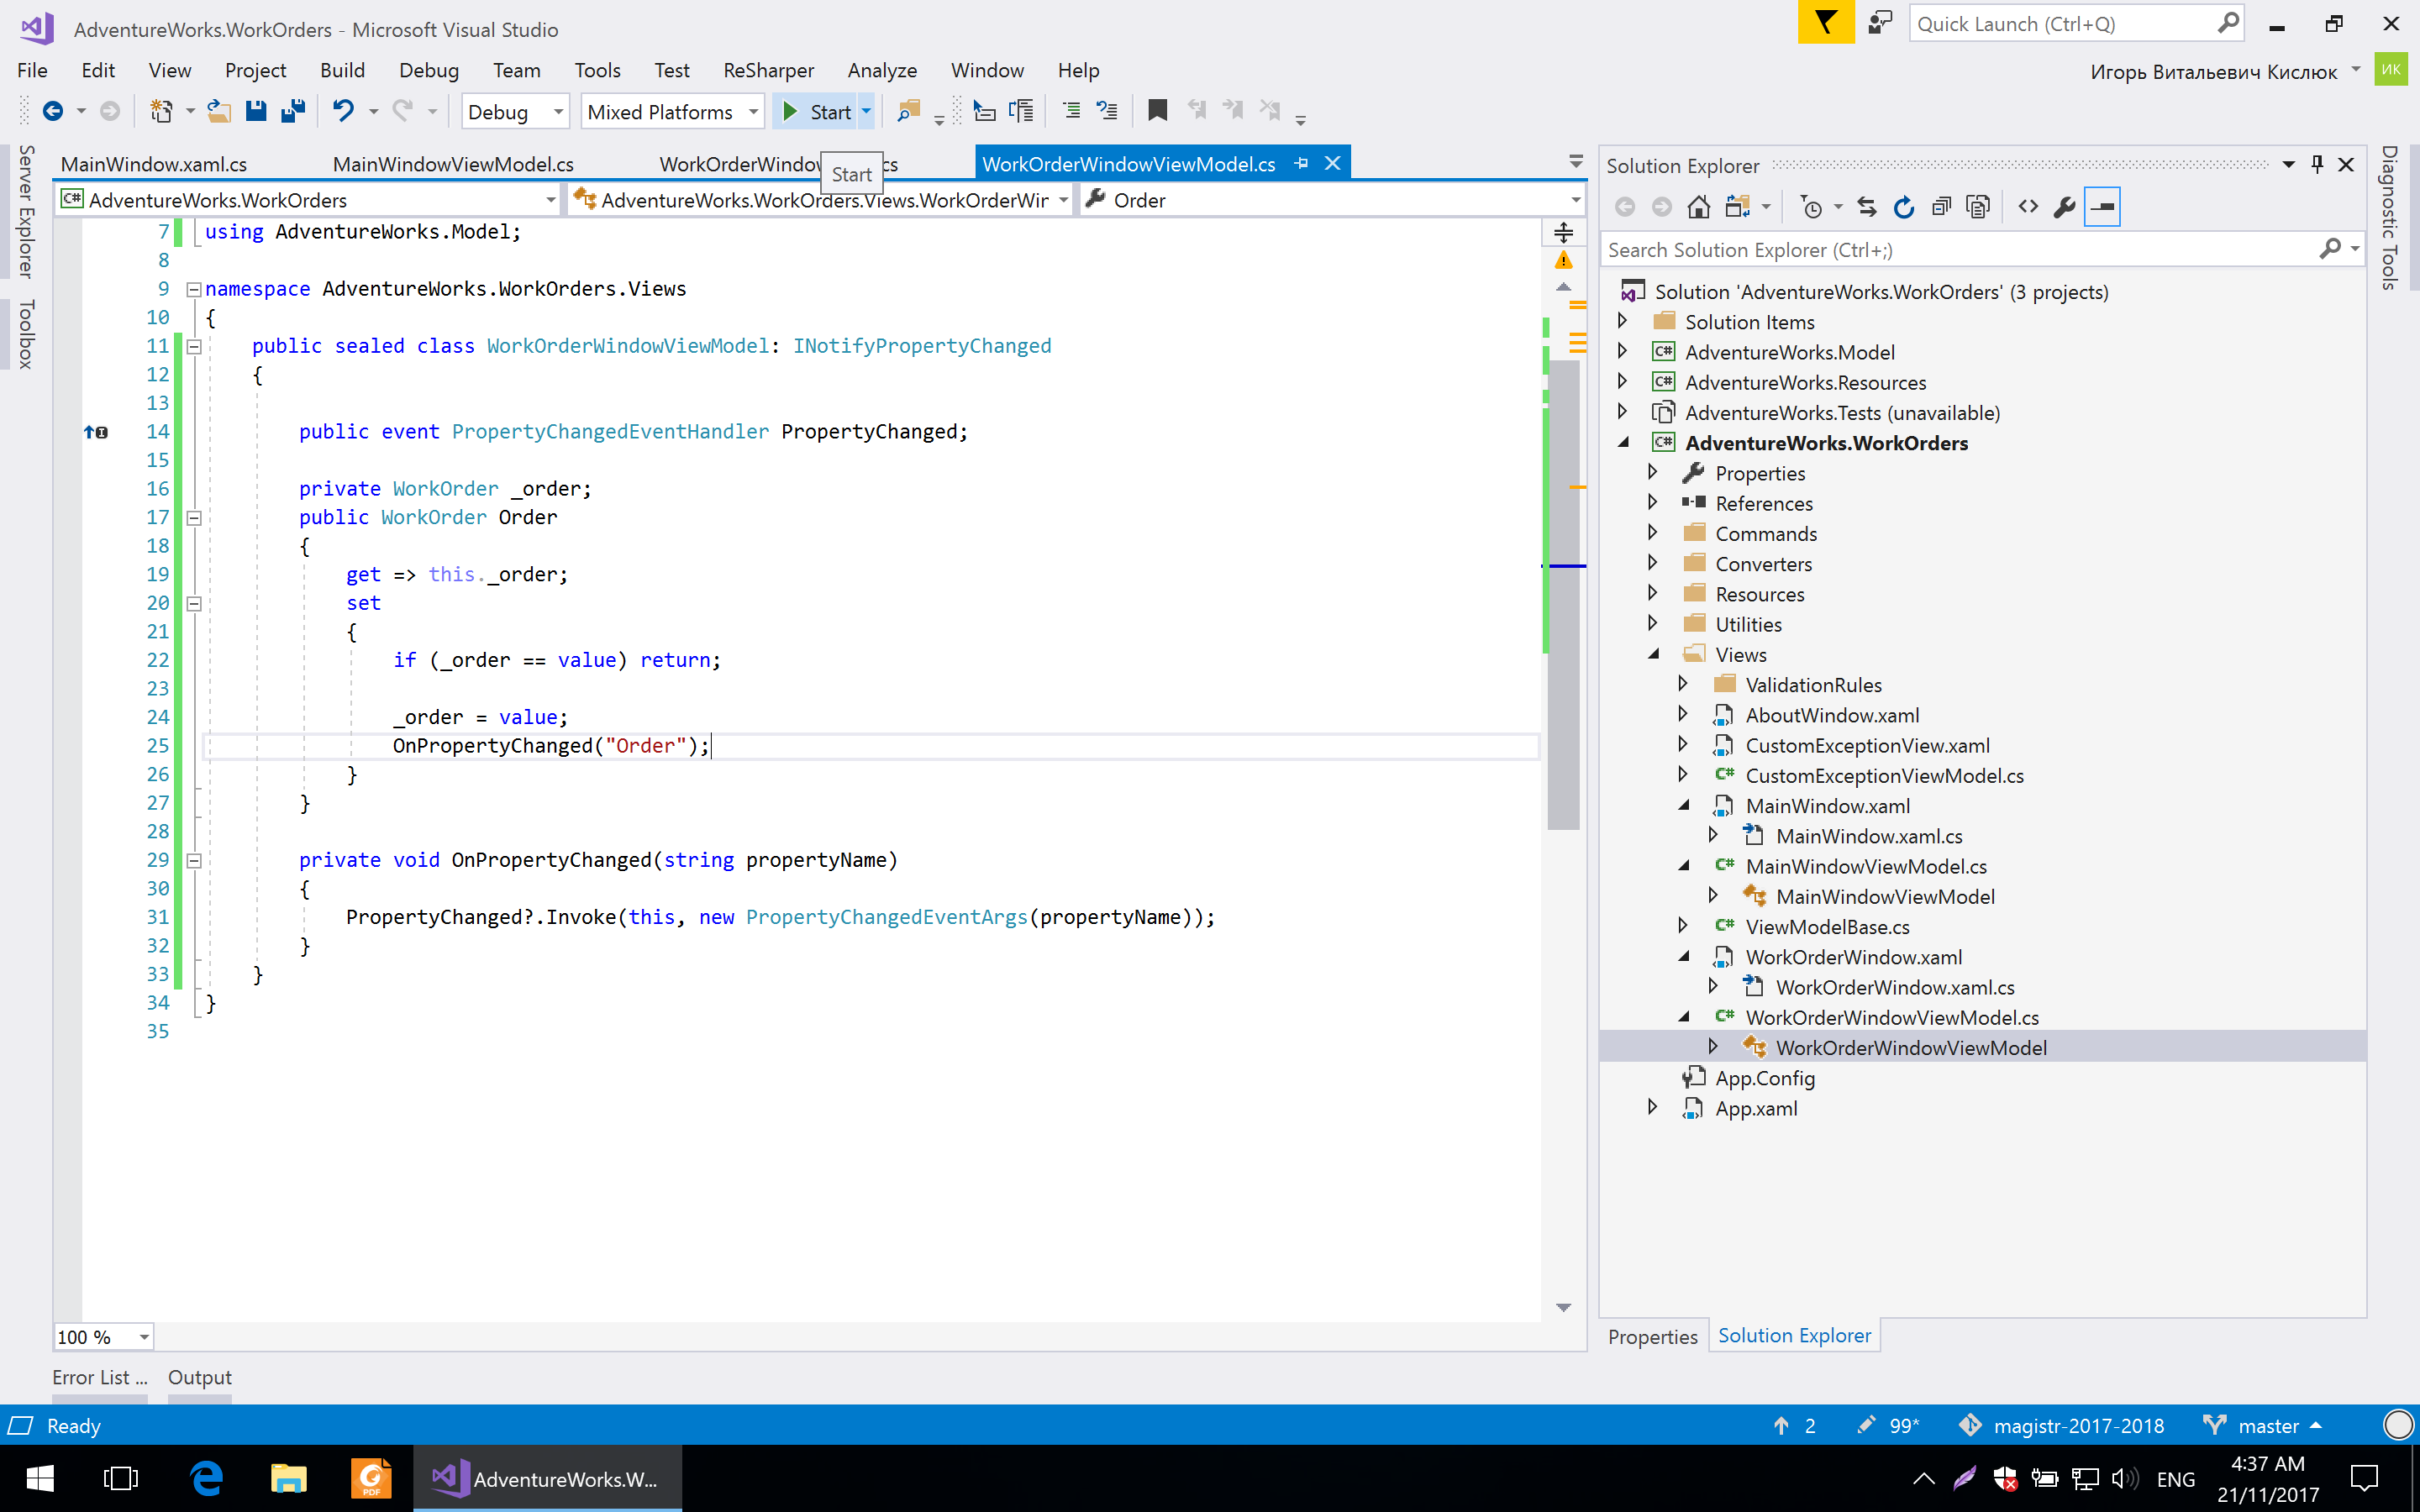 AdventureWorks.WorkOrders - Microsoft Visual Studio
Quick Launch (Ctrl+Q)
File Edit View Project Build Debug Team Tools Test ReSharper Analyze Window Help
Игорь Витальевич Кислюк
ИК
Debug
Mixed Platforms
Start
Server Explorer
Toolbox
MainWindow.xaml.cs
MainWindowViewModel.cs
WorkOrderWindow
cs
WorkOrderWindowViewModel.cs
Start
C# AdventureWorks.WorkOrders
AdventureWorks.WorkOrders.Views.WorkOrderWir
Order
7 using AdventureWorks.Model;
8
9 namespace AdventureWorks.WorkOrders.Views
10 {
11 public sealed class WorkOrderWindowViewModel: INotifyPropertyChanged
12 {
13
14 public event PropertyChangedEventHandler PropertyChanged;
15
16 private WorkOrder _order;
17 public WorkOrder Order
18 {
19 get => this._order;
20 set
21 {
22 if (_order == value) return;
23
24 _order = value;
25 OnPropertyChanged("Order");
26 }
27 }
28
29 private void OnPropertyChanged(string propertyName)
30 {
31 PropertyChanged?.Invoke(this, new PropertyChangedEventArgs(propertyName));
32 }
33 }
34 }
35
100 %
Solution Explorer
Search Solution Explorer (Ctrl+;)
Solution 'AdventureWorks.WorkOrders' (3 projects)
Solution Items
C# AdventureWorks.Model
C# AdventureWorks.Resources
AdventureWorks.Tests (unavailable)
C# AdventureWorks.WorkOrders
Properties
References
Commands
Converters
Resources
Utilities
Views
ValidationRules
AboutWindow.xaml
CustomExceptionView.xaml
C# CustomExceptionViewModel.cs
MainWindow.xaml
MainWindow.xaml.cs
C# MainWindowViewModel.cs
MainWindowViewModel
C# ViewModelBase.cs
WorkOrderWindow.xaml
WorkOrderWindow.xaml.cs
C# WorkOrderWindowViewModel.cs
WorkOrderWindowViewModel
App.Config
App.xaml
Properties
Solution Explorer
Diagnostic Tools
Error List ...
Output
Ready
2
99*
magistr-2017-2018
master
PDF
AdventureWorks.W...
ENG
4:37 AM
21/11/2017